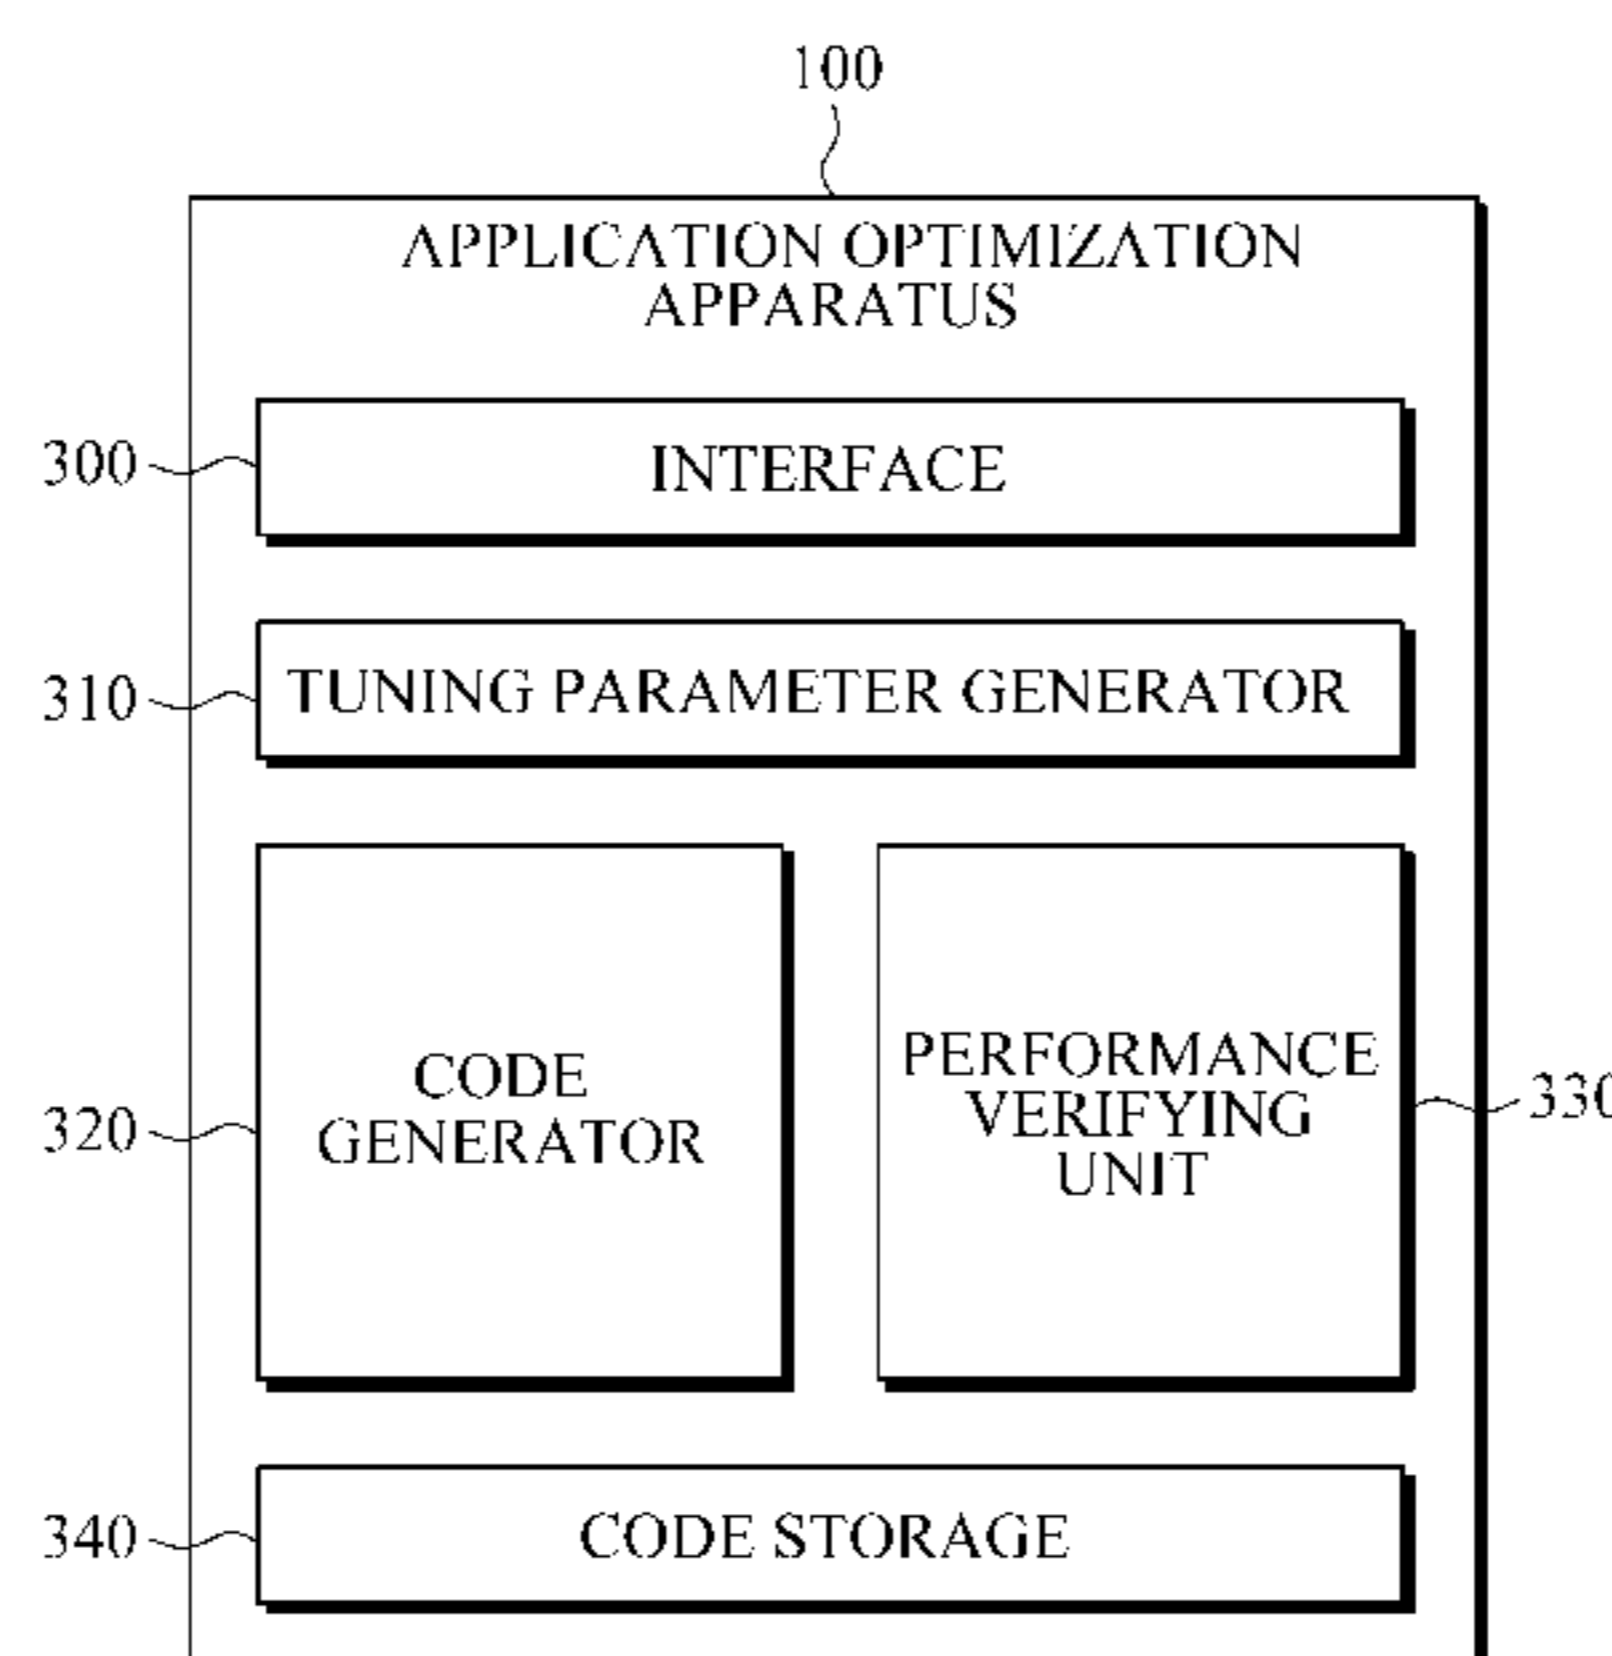 100
APPLICATION OPTIMIZATION
APPARATUS
300
INTERFACE
310
TUNING PARAMETER GENERATOR
320
CODE
GENERATOR
PERFORMANCE
VERIFYING
UNIT
330
340
CODE STORAGE